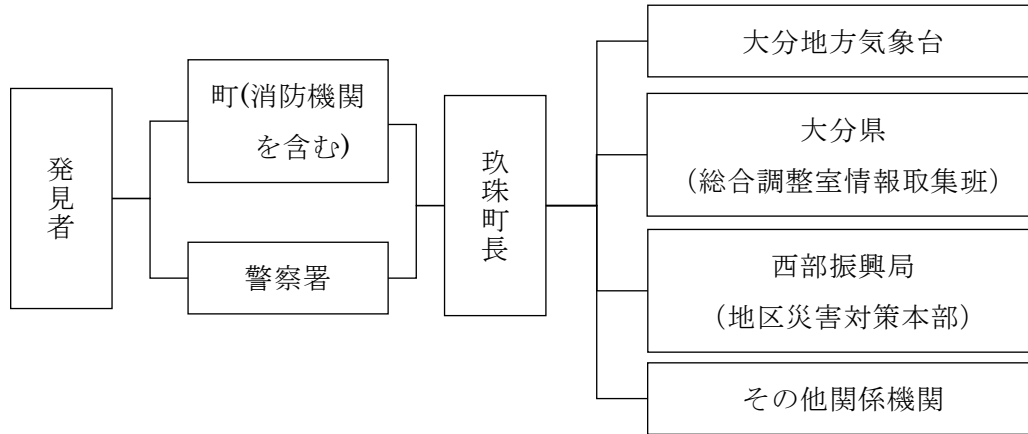 発見者
町(消防機関
を含む)
警察署
玖珠町長
大分地方気象台
大分県
（総合調整室情報取集班）
西部振興局
（地区災害対策本部）
その他関係機関